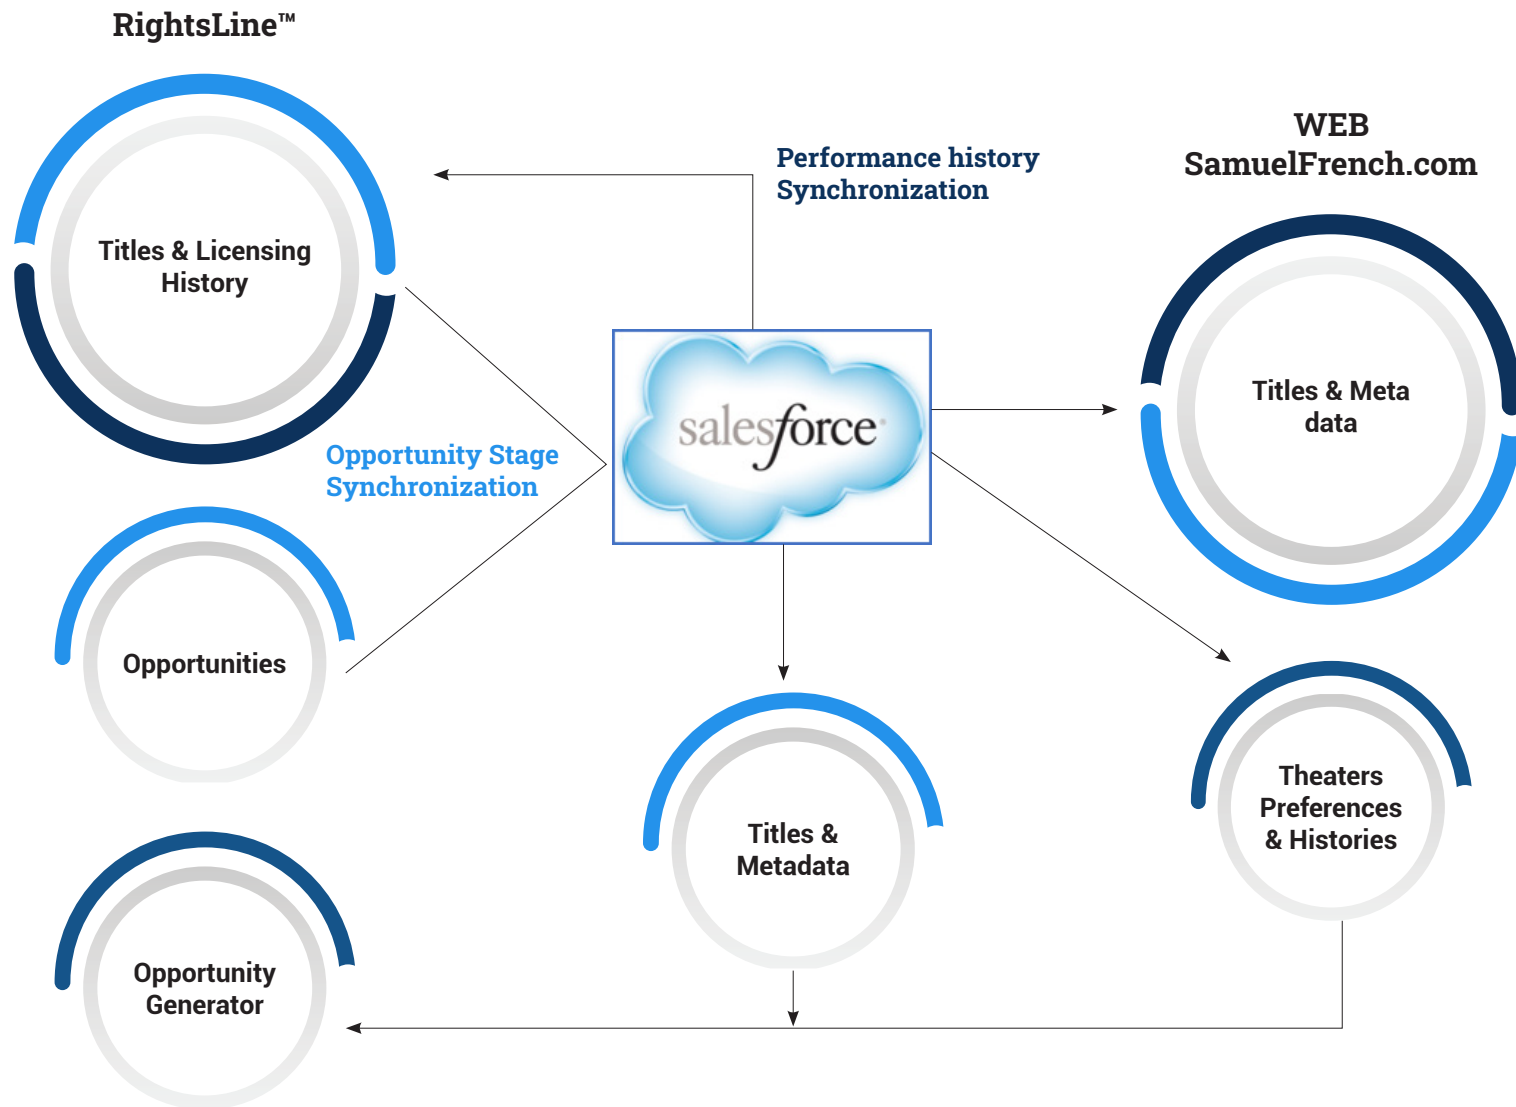 RightsLine™
WEB
SamuelFrench.com
Performance history
Synchronization
Titles & Licensing
History
salesforce
Titles & Meta
data
Opportunity Stage
Synchronization
Opportunities
Theaters
Preferences
& Histories
Titles &
Metadata
Opportunity
Generator